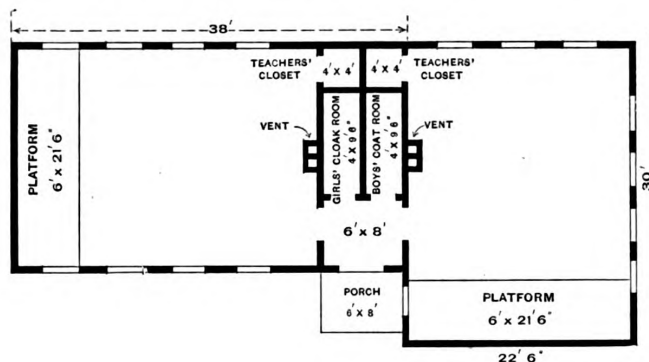 38'
TEACHERS'
CLOSET
4' X 4'
4' X 4'
TEACHERS'
CLOSET
VENT
GIRLS' CLOAK ROOM
4' X 9' 6"
BOYS' COAT ROOM
4' X 9' 6"
VENT
PLATFORM
6' X 21' 6"
30'
6' X 8'
PORCH
6' X 8'
PLATFORM
6' X 21' 6"
22' 6"